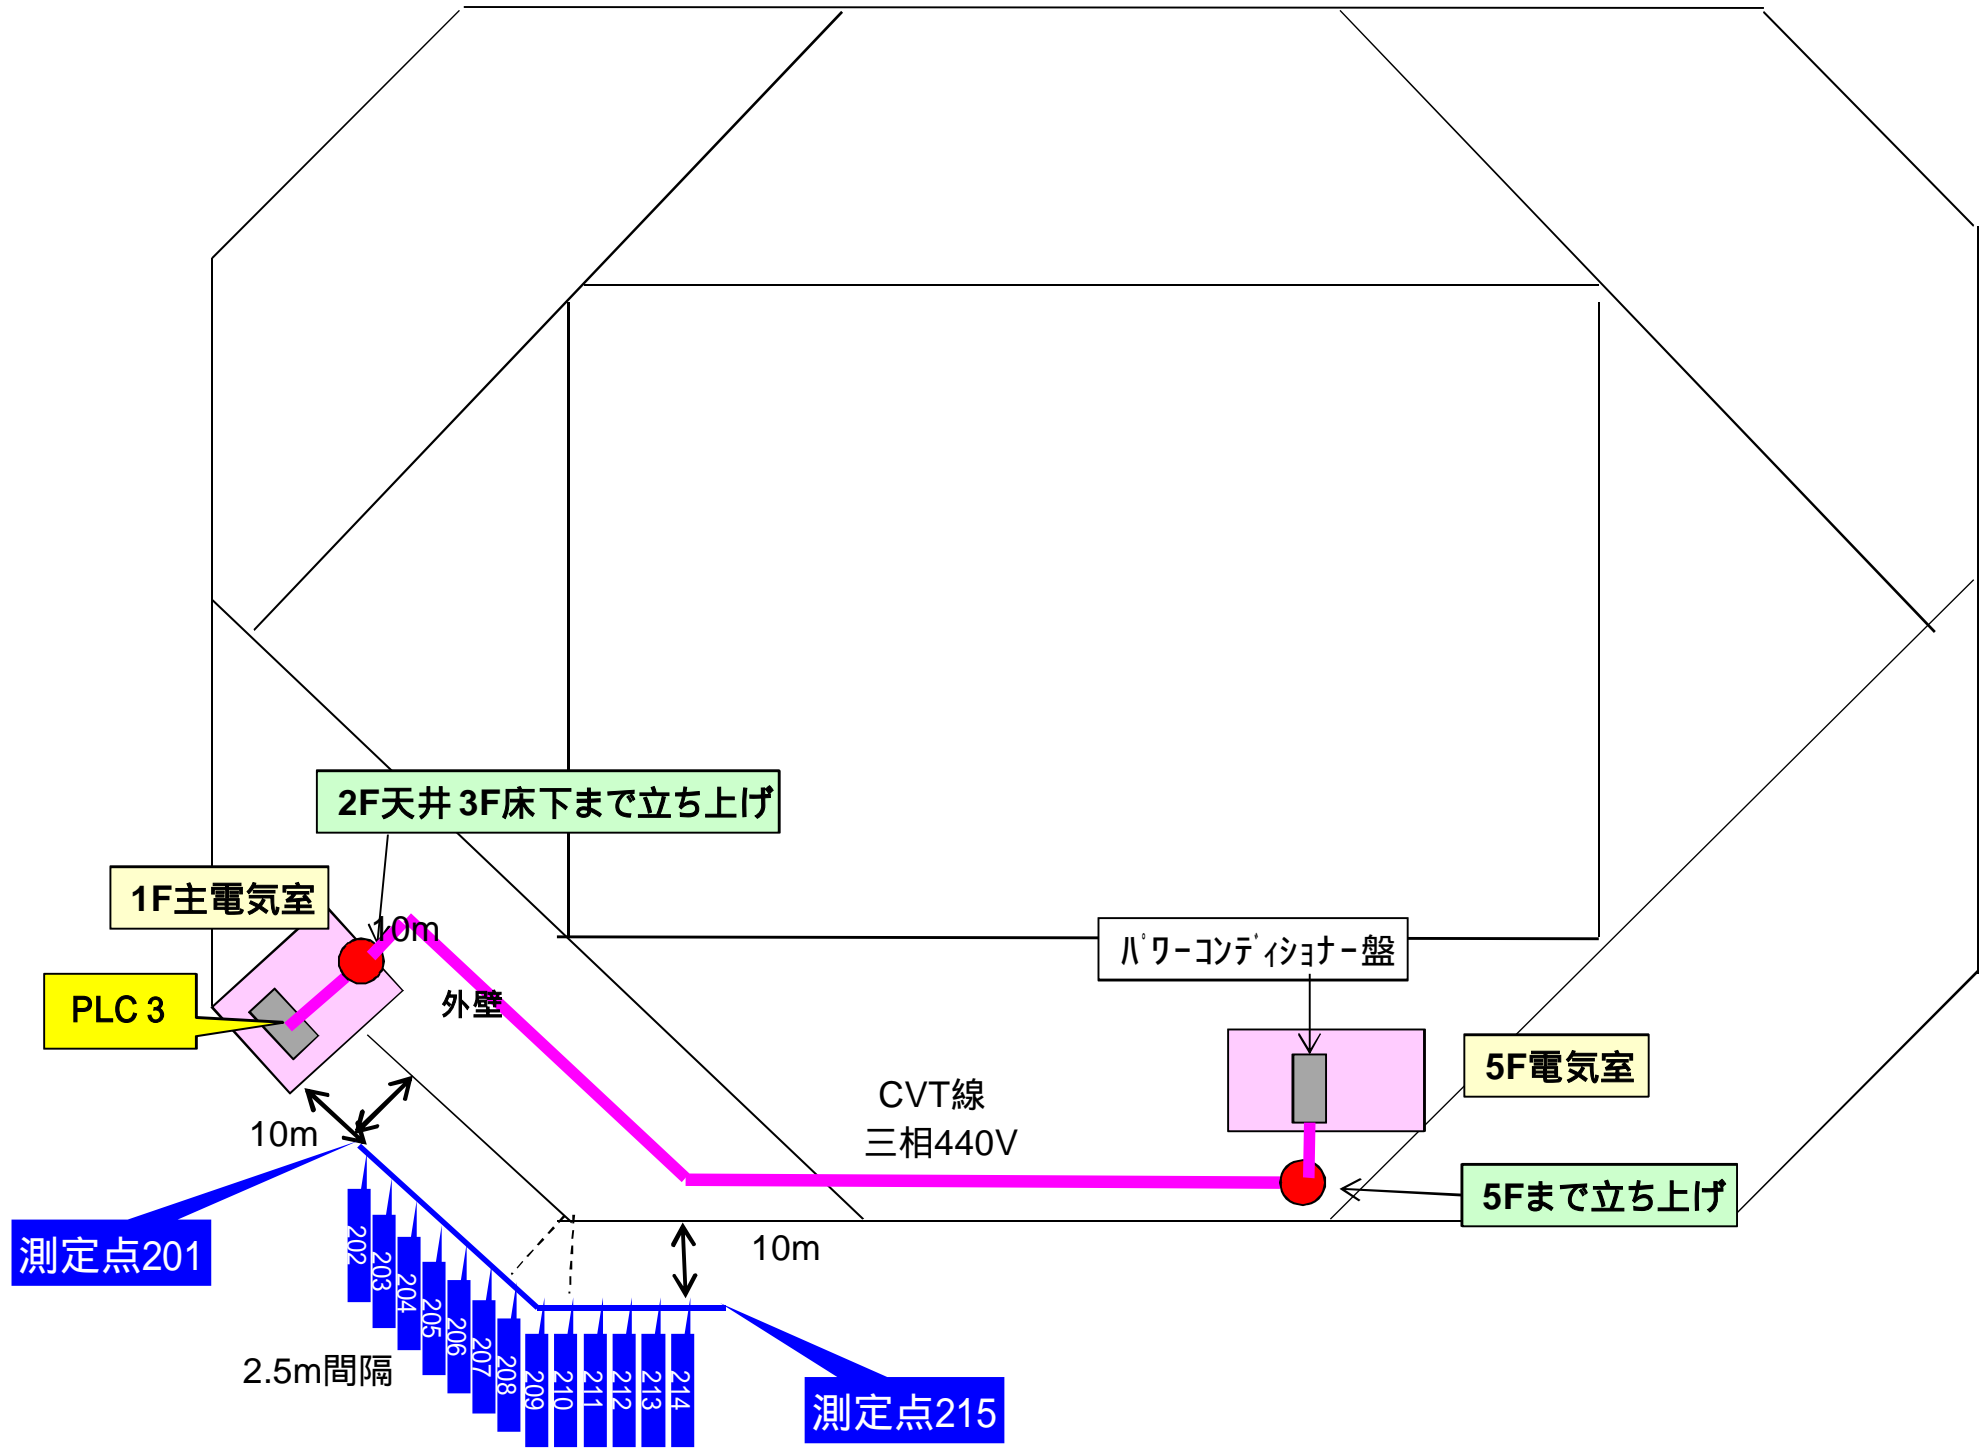 2F天井 3F床下まで立ち上げ
1F主電気室
10m
パワーコンディショナー盤
PLC 3
外壁
5F電気室
CVT線
三相440V
10m
5Fまで立ち上げ
測定点201
10m
202
203
204
205
206
207
208
209
210
211
212
213
214
2.5m間隔
測定点215